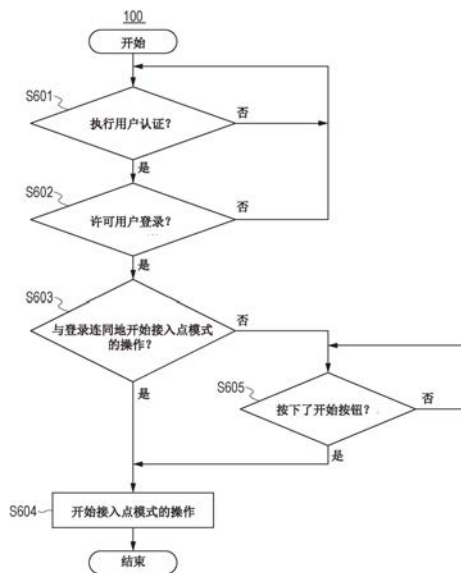 100
开始
S601
执行用户认证？
否
是
S602
许可用户登录？
否
是
S603
与登录连同地开始接入点模式
的操作？
否
是
S605
按下了开始按钮？
否
是
S604
开始接入点模式的操作
结束